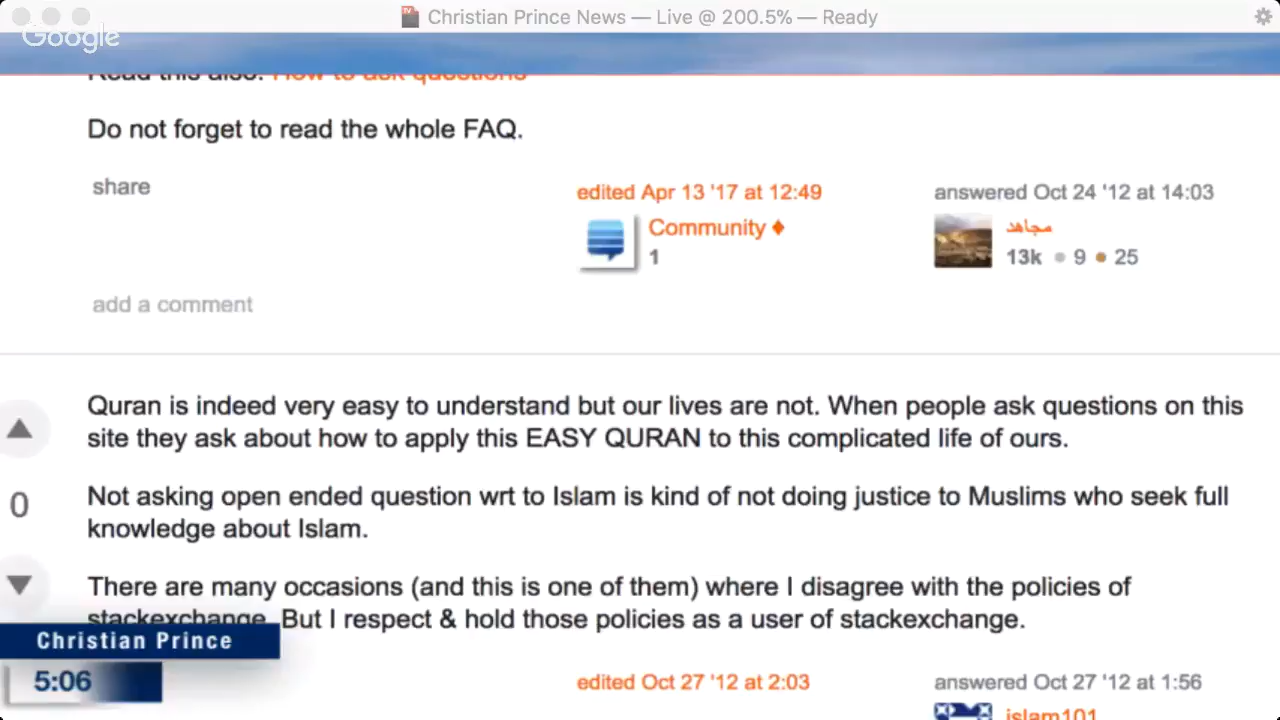 Christian Prince News — Live @ 200.5% — Ready
Google
Read this also: How to ask questions
Do not forget to read the whole FAQ.
share
edited Apr 13 '17 at 12:49
answered Oct 24 '12 at 14:03
Community ♦
1
مجاهد
13k ● 9 ● 25
add a comment
Quran is indeed very easy to understand but our lives are not. When people ask questions on this
site they ask about how to apply this EASY QURAN to this complicated life of ours.
0
Not asking open ended question wrt to Islam is kind of not doing justice to Muslims who seek full
knowledge about Islam.
There are many occasions (and this is one of them) where I disagree with the policies of
stackexchange. But I respect & hold those policies as a user of stackexchange.
Christian Prince
5:06
edited Oct 27 '12 at 2:03
answered Oct 27 '12 at 1:56
islam101